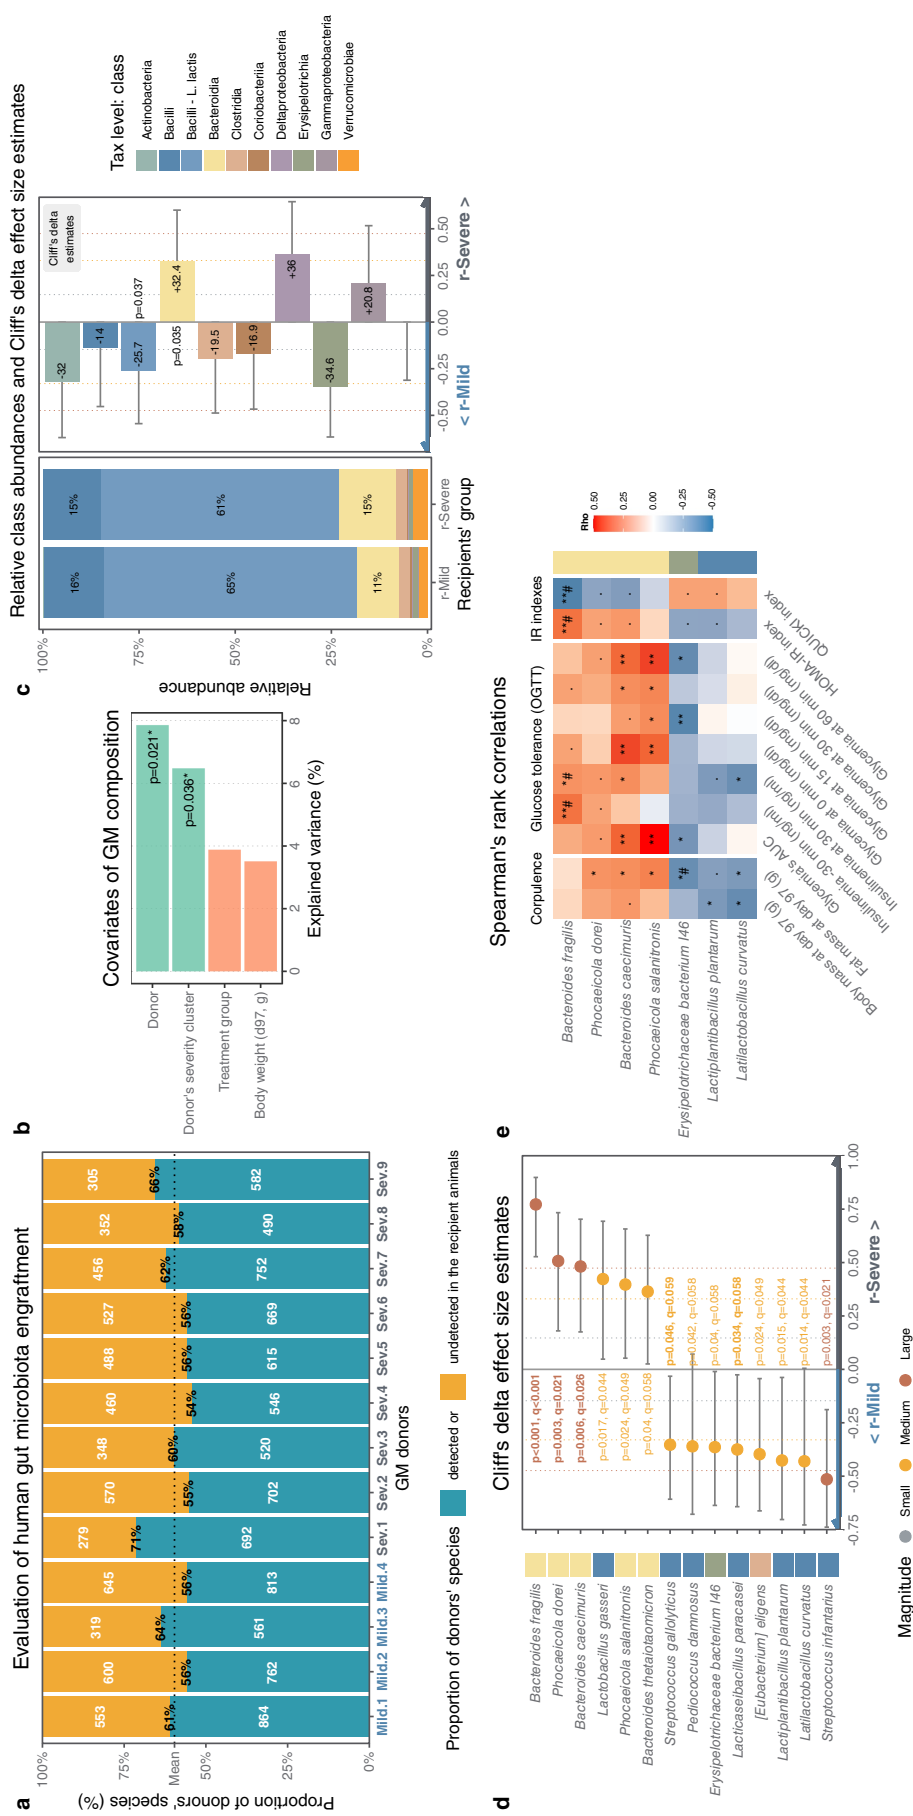 a
Evaluation of human gut microbiota engraftment
Proportion of donors' species (%)
100%
75%
Mean
50%
25%
0%
553
600
319
645
279
570
348
460
488
527
456
352
305
61%
56%
64%
56%
71%
55%
60%
54%
56%
56%
62%
58%
66%
864
762
561
813
692
702
520
546
615
669
752
490
582
Mild.1 Mild.2 Mild.3 Mild.4 Sev.1 Sev.2 Sev.3 Sev.4 Sev.5 Sev.6 Sev.7 Sev.8 Sev.9
GM donors
Proportion of donors' species detected or undetected in the recipient animals
b
Covariates of GM composition
Donor
Donor's severity cluster
Treatment group
Body weight (d97, g)
p=0.021*
p=0.036*
0 2 4 6 8
Explained variance (%)
c
Relative class abundances and Cliff's delta effect size estimates
Relative abundance
100%
75%
50%
25%
0%
16%
65%
11%
15%
61%
15%
r-Mild r-Severe
Recipients' group
Cliff's delta
estimates
-32
-14
-25.7
p=0.037
p=0.035
+32.4
-19.5
-16.9
+36
-34.6
+20.8
-0.50 -0.25 0.00 0.25 0.50
< r-Mild r-Severe >
Tax level: class
Actinobacteria
Bacilli
Bacilli - L. lactis
Bacteroidia
Clostridia
Coriobacteriia
Deltaproteobacteria
Erysipelotrichia
Gammaproteobacteria
Verrucomicrobiae
d
Cliff's delta effect size estimates
Bacteroides fragilis
Phocaeicola dorei
Bacteroides caecimuris
Lactobacillus gasseri
Phocaeicola salanitronis
Bacteroides thetaiotaomicron
Streptococcus gallolyticus
Pediococcus damnosus
Erysipelotrichaceae bacterium I46
Lacticaseibacillus paracasei
[Eubacterium] eligens
Lactiplantibacillus plantarum
Latilactobacillus curvatus
Streptococcus infantarius
p<0.001, q<0.001
p=0.003, q=0.021
p=0.006, q=0.026
p=0.017, q=0.044
p=0.024, q=0.049
p=0.04, q=0.058
p=0.046, q=0.059
p=0.042, q=0.058
p=0.04, q=0.058
p=0.034, q=0.058
p=0.024, q=0.049
p=0.015, q=0.044
p=0.014, q=0.044
p=0.003, q=0.021
-0.75 -0.50 -0.25 0.00 0.25 0.50 0.75 1.00
< r-Mild r-Severe >
Magnitude Small Medium Large
e
Spearman's rank correlations
Corpulence Glucose tolerance (OGTT) IR indexes
Bacteroides fragilis
**# *# . **# **#
Phocaeicola dorei
* . . . . . .
Bacteroides caecimuris
. * ** * ** . * ** . .
Phocaeicola salanitronis
* ** ** * * **
Erysipelotrichaceae bacterium I46
*# * ** * . .
Lactiplantibacillus plantarum
* . . . .
Latilactobacillus curvatus
* * *
Body mass at day 97 (g)
Fat mass at day 97 (g)
Glycemia's AUC
Insulinemia -30 min (ng/ml)
Insulinemia at 30 min (ng/ml)
Glycemia at 0 min (mg/dl)
Glycemia at 15 min (mg/dl)
Glycemia at 30 min (mg/dl)
Glycemia at 60 min (mg/dl)
HOMA-IR index
QUICKI index
Rho
0.50
0.25
0.00
-0.25
-0.50